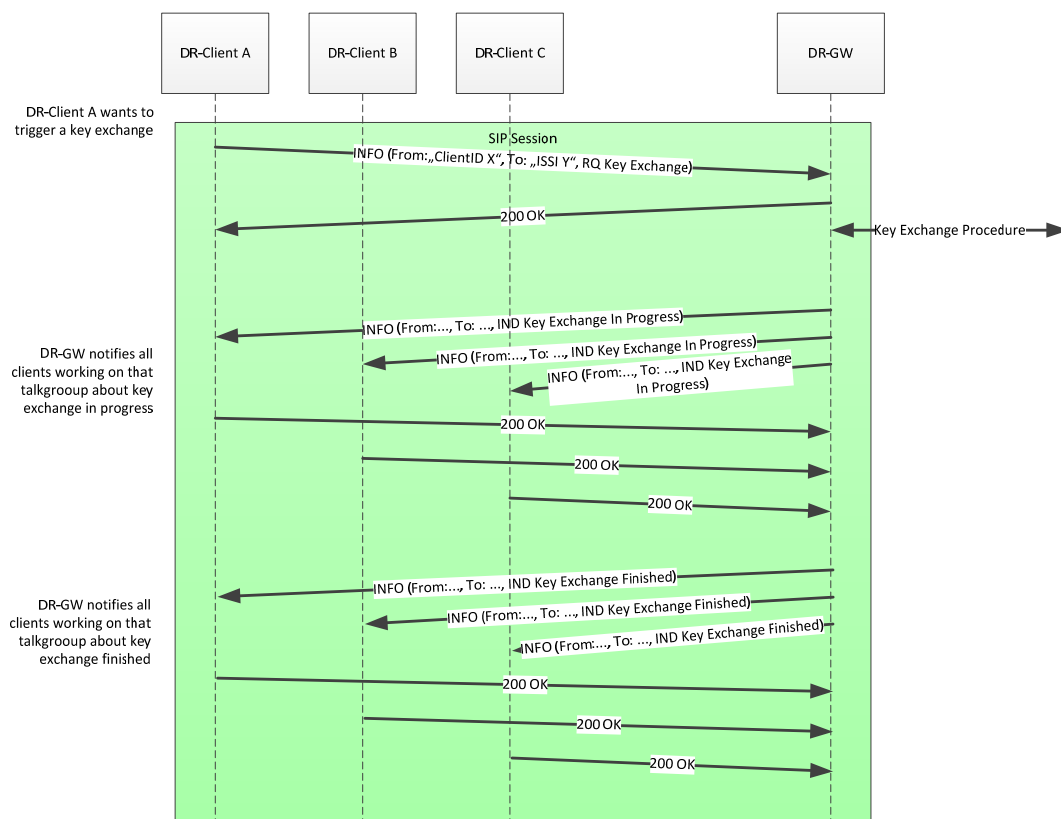 DR-Client A
DR-Client B
DR-Client C
DR-GW
DR-Client A wants to
trigger a key exchange
SIP Session
INFO (From:„ClientID X“, To: „ISSI Y“, RQ Key Exchange)
200 OK
Key Exchange Procedure
INFO (From:..., To: ..., IND Key Exchange In Progress)
INFO (From:..., To: ..., IND Key Exchange In Progress)
INFO (From:..., To: ..., IND Key Exchange
In Progress)
DR-GW notifies all
clients working on that
talkgrooup about key
exchange in progress
200 OK
200 OK
200 OK
INFO (From:..., To: ..., IND Key Exchange Finished)
INFO (From:..., To: ..., IND Key Exchange Finished)
INFO (From:..., To: ..., IND Key Exchange Finished)
DR-GW notifies all
clients working on that
talkgrooup about key
exchange finished
200 OK
200 OK
200 OK